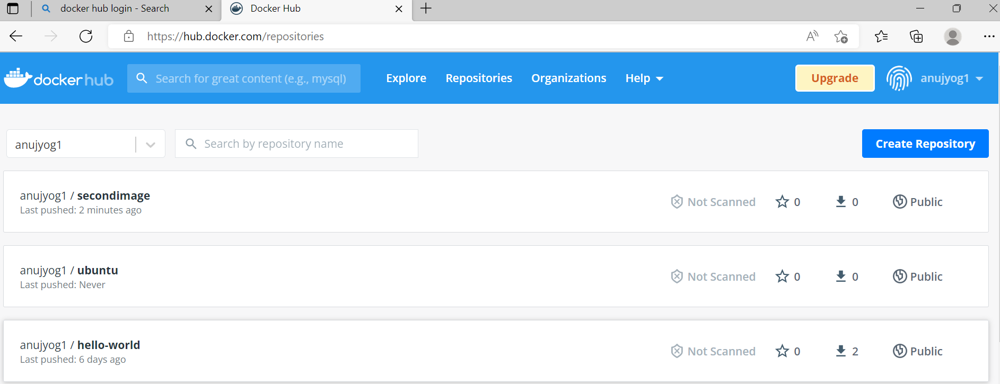 docker hub login - Search
Docker Hub
https://hub.docker.com/repositories
docker hub
Search for great content (e.g., mysql)
Explore
Repositories
Organizations
Help
Upgrade
anujyog1
anujyog1
Search by repository name
Create Repository
anujyog1 / secondimage
Last pushed: 2 minutes ago
Not Scanned
0
0
Public
anujyog1 / ubuntu
Last pushed: Never
Not Scanned
0
0
Public
anujyog1 / hello-world
Last pushed: 6 days ago
Not Scanned
0
2
Public